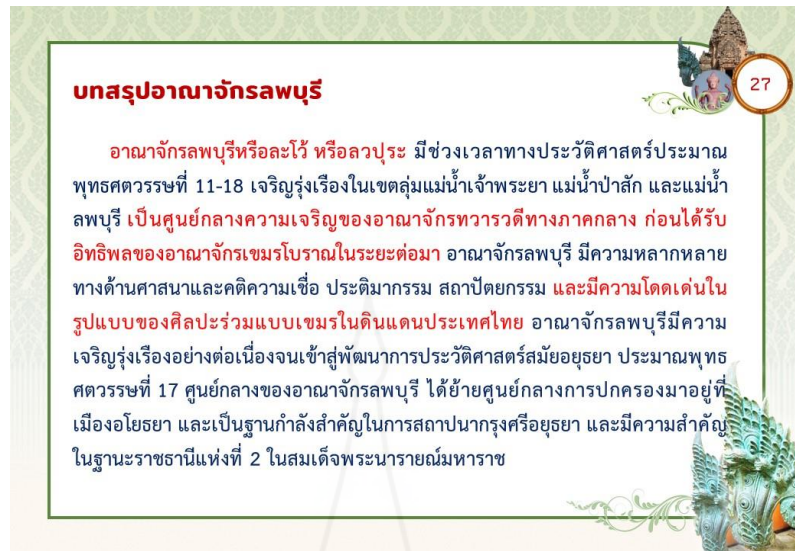 บทสรุปอาณาจักรลพบุรี
27
อาณาจักรลพบุรีหรือละโว้ หรือลวปุระ มีช่วงเวลาทางประวัติศาสตร์ประมาณ
พุทธศตวรรษที่ 11-18 เจริญรุ่งเรืองในเขตลุ่มแม่น้ำเจ้าพระยา แม่น้ำป่าสัก และแม่น้ำ
ลพบุรี เป็นศูนย์กลางความเจริญของอาณาจักรทวารวดีทางภาคกลาง ก่อนได้รับ
อิทธิพลของอาณาจักรเขมรโบราณในระยะต่อมา อาณาจักรลพบุรี มีความหลากหลาย
ทางด้านศาสนาและคติความเชื่อ ประติมากรรม สถาปัตยกรรม และมีความโดดเด่นใน
รูปแบบของศิลปะร่วมแบบเขมรในดินแดนประเทศไทย อาณาจักรลพบุรีมีความ
เจริญรุ่งเรืองอย่างต่อเนื่องจนเข้าสู่พัฒนาการประวัติศาสตร์สมัยอยุธยา ประมาณพุทธ
ศตวรรษที่ 17 ศูนย์กลางของอาณาจักรลพบุรี ได้ย้ายศูนย์กลางการปกครองมาอยู่ที่
เมืองอโยธยา และเป็นฐานกำลังสำคัญในการสถาปนากรุงศรีอยุธยา และมีความสำคัญ
ในฐานะราชธานีแห่งที่ 2 ในสมเด็จพระนารายณ์มหาราช